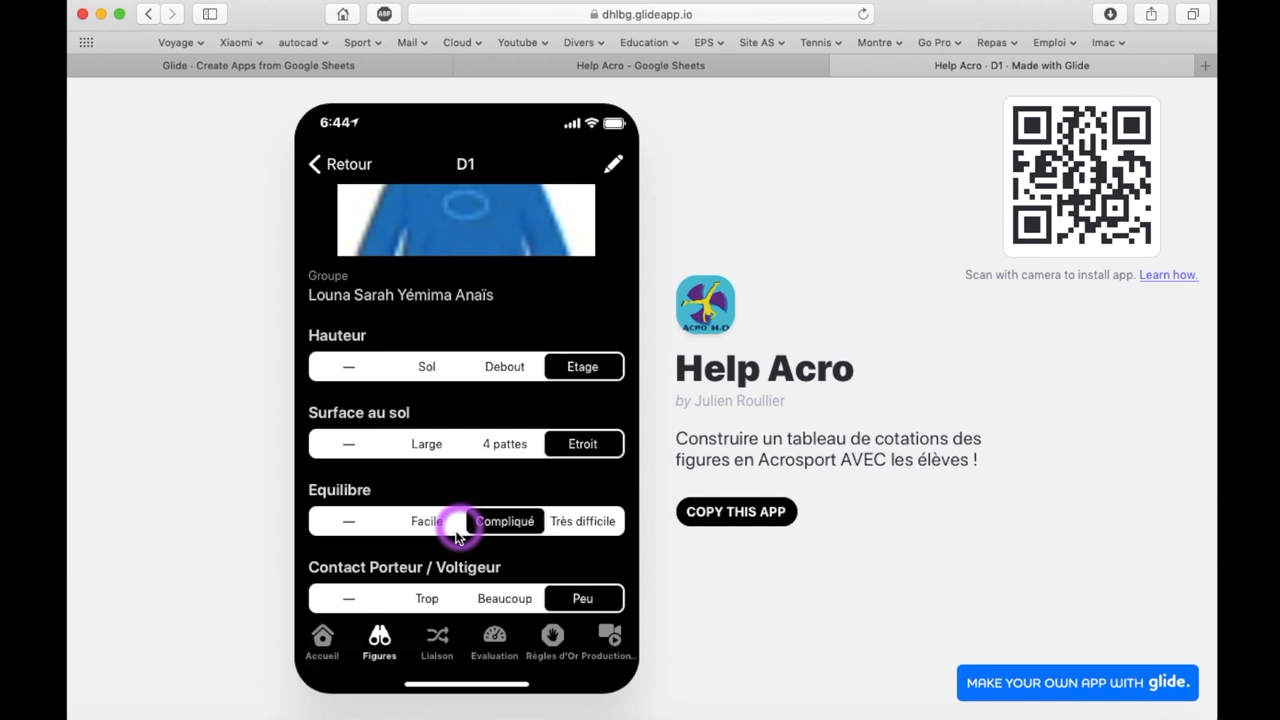 dhlbg.glideapp.io
Voyage Xiaomi autocad Sport Mail Cloud Youtube Divers Education EPS Site AS Tennis Montre Go Pro Repas Emploi Imac
Glide - Create Apps from Google Sheets
Help Acro - Google Sheets
Help Acro · D1 · Made with Glide
ABP
6:44
Retour
D1
Groupe
Louna Sarah Yémima Anaïs
Hauteur
— Sol Debout Etage
Surface au sol
— Large 4 pattes Etroit
Equilibre
— Facile Compliqué Très difficile
Contact Porteur / Voltigeur
— Trop Beaucoup Peu
Accueil Figures Liaison Evaluation Règles d'Or Production...
Scan with camera to install app. Learn how.
ACRO H.O
Help Acro
by Julien Roullier
Construire un tableau de cotations des
figures en Acrosport AVEC les élèves !
COPY THIS APP
MAKE YOUR OWN APP WITH glide.